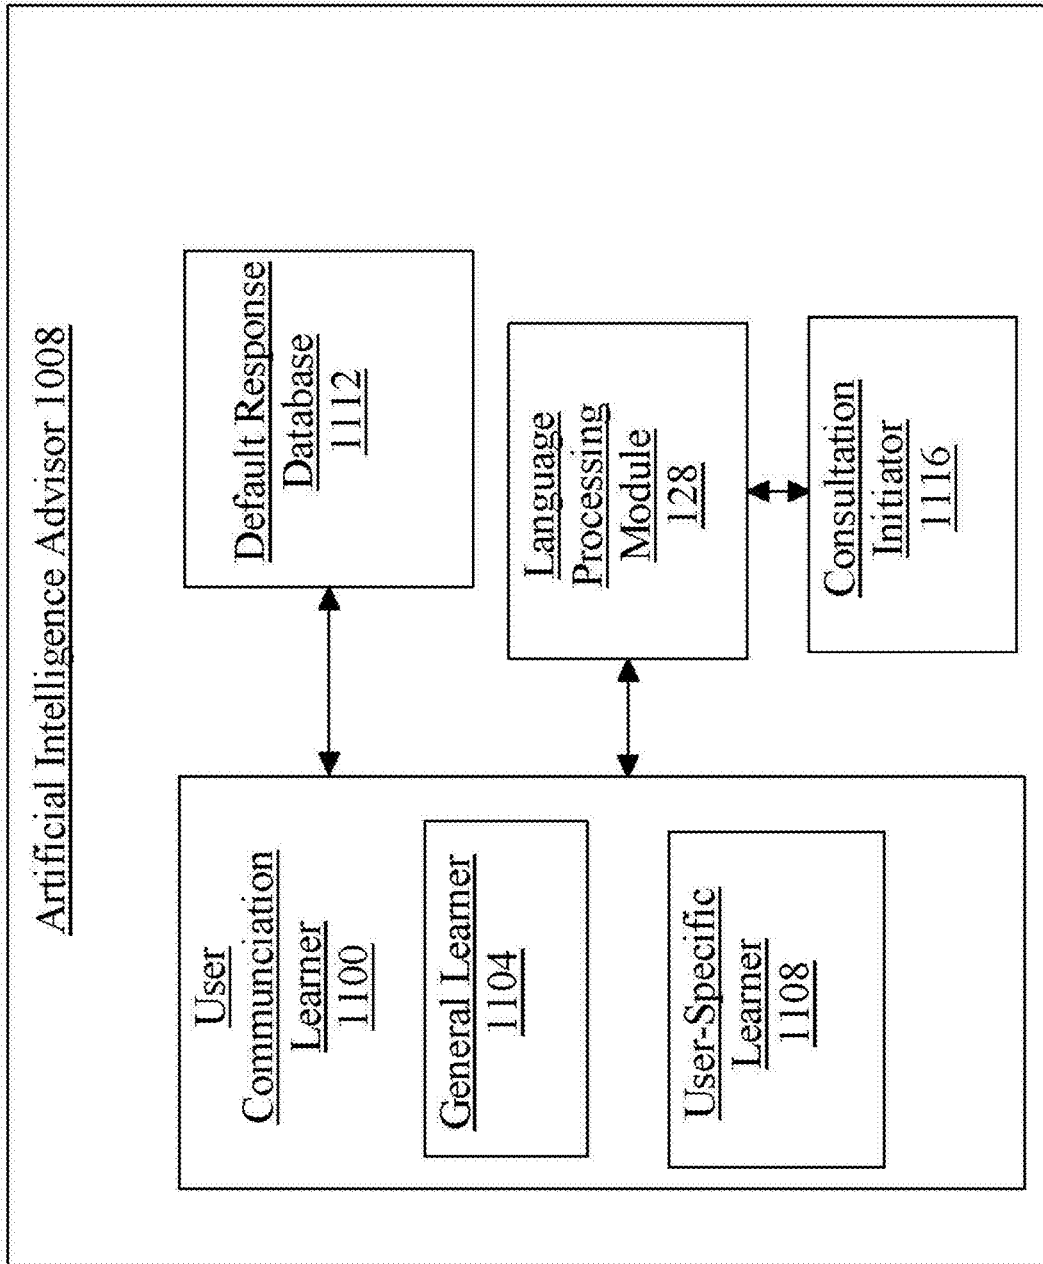 Artificial Intelligence Advisor 1008
User
Communciation
Learner
1100
General Learner
1104
User-Specific
Learner
1108
Default Response
Database
1112
Language
Processing
Module
128
Consultation
Initiator
1116